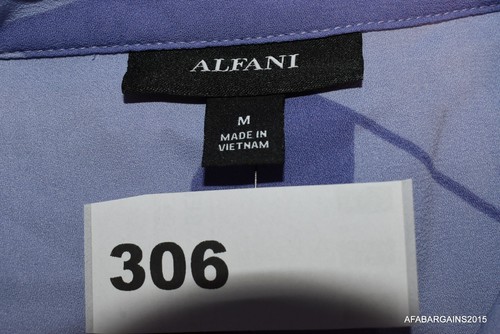 ALFANI
M
MADE IN
VIETNAM
306
AFABARGAINS2015